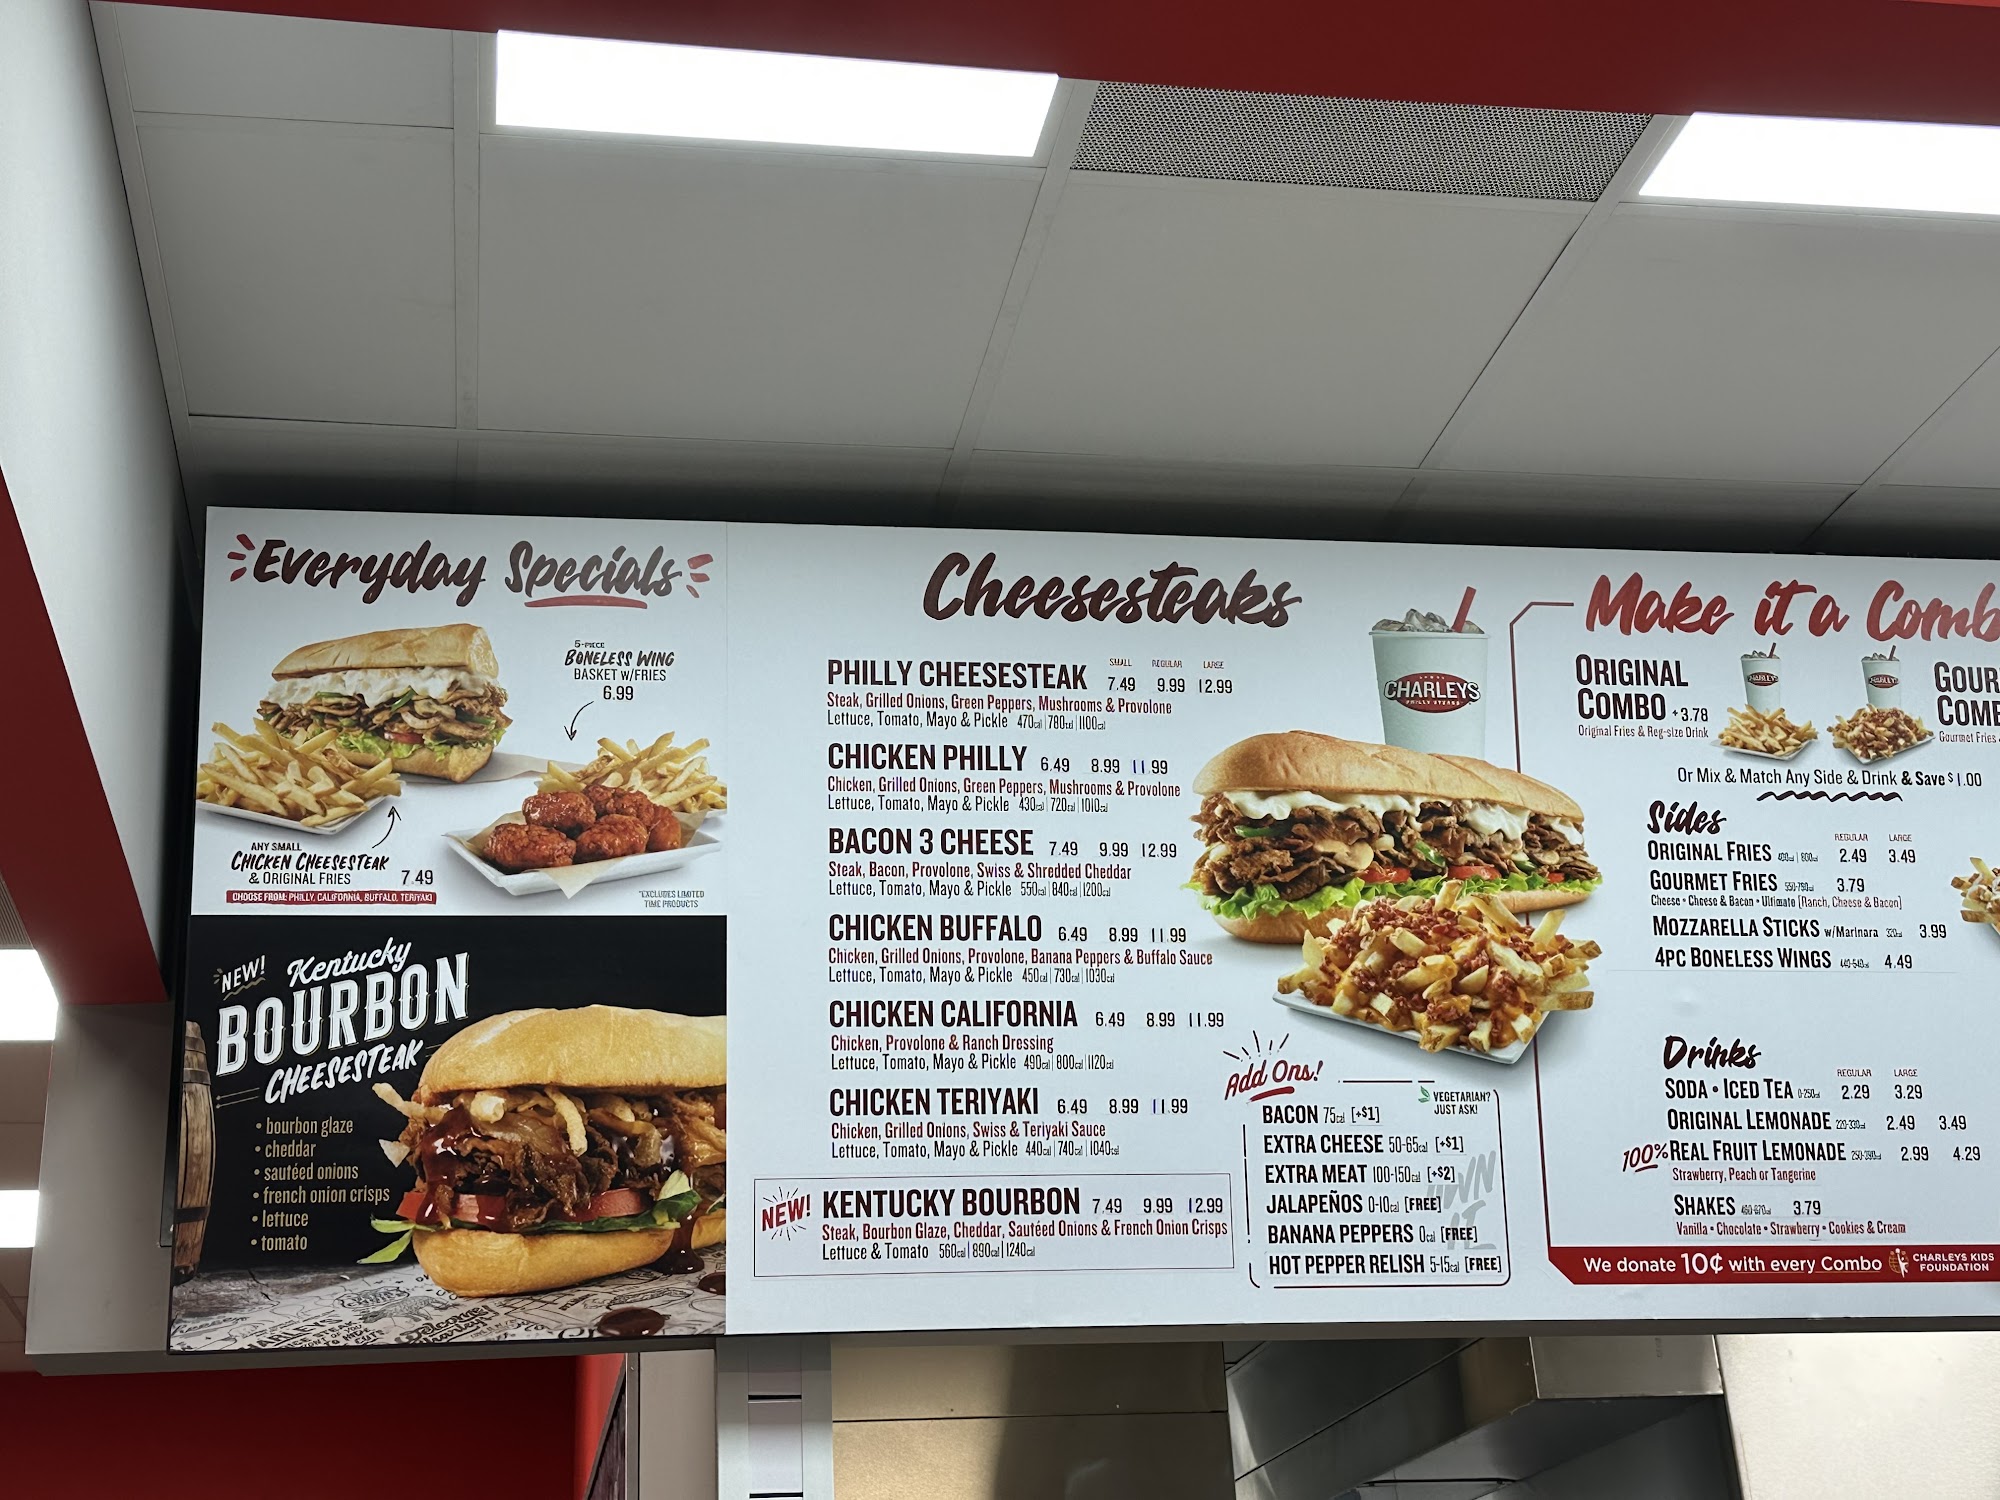 Everyday Specials
5-PIECE
BONELESS WING
BASKET w/FRIES
6.99
ANY SMALL
CHICKEN CHEESESTEAK
& ORIGINAL FRIES 7.49
CHOOSE FROM: PHILLY, CALIFORNIA, BUFFALO, TERIYAKI
*EXCLUDES LIMITED
TIME PRODUCTS
NEW! Kentucky
BOURBON
CHEESESTEAK
• bourbon glaze
• cheddar
• sautéed onions
• french onion crisps
• lettuce
• tomato
Cheesesteaks
SMALL REGULAR LARGE
PHILLY CHEESESTEAK 7.49 9.99 12.99
Steak, Grilled Onions, Green Peppers, Mushrooms & Provolone
Lettuce, Tomato, Mayo & Pickle 470cal | 780cal | 1100cal
CHICKEN PHILLY 6.49 8.99 11.99
Chicken, Grilled Onions, Green Peppers, Mushrooms & Provolone
Lettuce, Tomato, Mayo & Pickle 430cal | 720cal | 1010cal
BACON 3 CHEESE 7.49 9.99 12.99
Steak, Bacon, Provolone, Swiss & Shredded Cheddar
Lettuce, Tomato, Mayo & Pickle 550cal | 840cal | 1200cal
CHICKEN BUFFALO 6.49 8.99 11.99
Chicken, Grilled Onions, Provolone, Banana Peppers & Buffalo Sauce
Lettuce, Tomato, Mayo & Pickle 450cal | 730cal | 1030cal
CHICKEN CALIFORNIA 6.49 8.99 11.99
Chicken, Provolone & Ranch Dressing
Lettuce, Tomato, Mayo & Pickle 490cal | 800cal | 1120cal
CHICKEN TERIYAKI 6.49 8.99 11.99
Chicken, Grilled Onions, Swiss & Teriyaki Sauce
Lettuce, Tomato, Mayo & Pickle 440cal | 740cal | 1040cal
NEW! KENTUCKY BOURBON 7.49 9.99 12.99
Steak, Bourbon Glaze, Cheddar, Sautéed Onions & French Onion Crisps
Lettuce & Tomato 560cal | 890cal | 1240cal
CHARLEYS
PHILLY STEAKS
Add Ons!
VEGETARIAN?
JUST ASK!
BACON 75cal [+$1]
EXTRA CHEESE 50-65cal [+$1]
EXTRA MEAT 100-150cal [+$2]
JALAPEÑOS 0-10cal [FREE]
BANANA PEPPERS 0cal [FREE]
HOT PEPPER RELISH 5-15cal [FREE]
OWN
IT
Make it a Comb
ORIGINAL
COMBO +3.78
Original Fries & Reg-size Drink
CHARLEYS
CHARLEYS
GOUR
COMB
Gourmet Fries
Or Mix & Match Any Side & Drink & Save $1.00
Sides
REGULAR LARGE
ORIGINAL FRIES 2.49 3.49
GOURMET FRIES 3.79
Cheese • Cheese & Bacon • Ultimate [Ranch, Cheese & Bacon]
MOZZARELLA STICKS w/Marinara 3.99
4PC BONELESS WINGS 4.49
Drinks
REGULAR LARGE
SODA • ICED TEA 0-250cal 2.29 3.29
ORIGINAL LEMONADE 2.49 3.49
100% REAL FRUIT LEMONADE 2.99 4.29
Strawberry, Peach or Tangerine
SHAKES 3.79
Vanilla • Chocolate • Strawberry • Cookies & Cream
We donate 10¢ with every Combo CHARLEYS KIDS
FOUNDATION